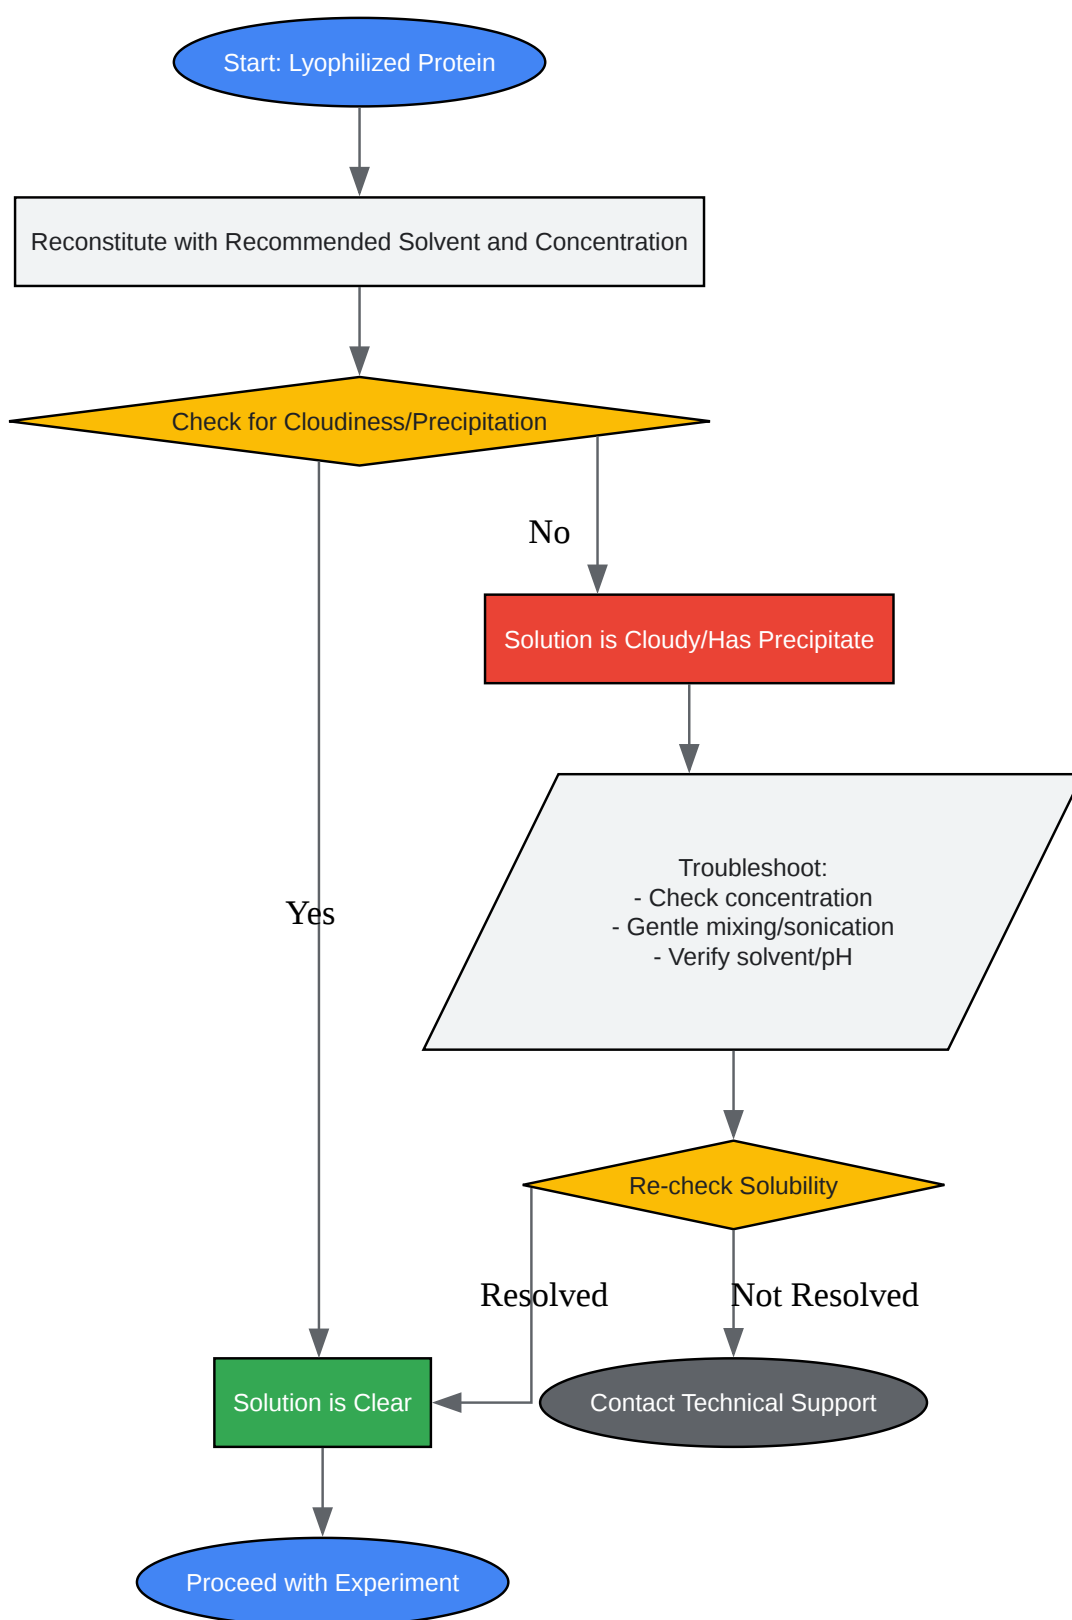 Start: Lyophilized Protein
Reconstitute with Recommended Solvent and Concentration
Check for Cloudiness/Precipitation
No
Solution is Cloudy/Has Precipitate
Troubleshoot:
- Check concentration
- Gentle mixing/sonication
- Verify solvent/pH
Yes
Re-check Solubility
Resolved
Not Resolved
Solution is Clear
Contact Technical Support
Proceed with Experiment